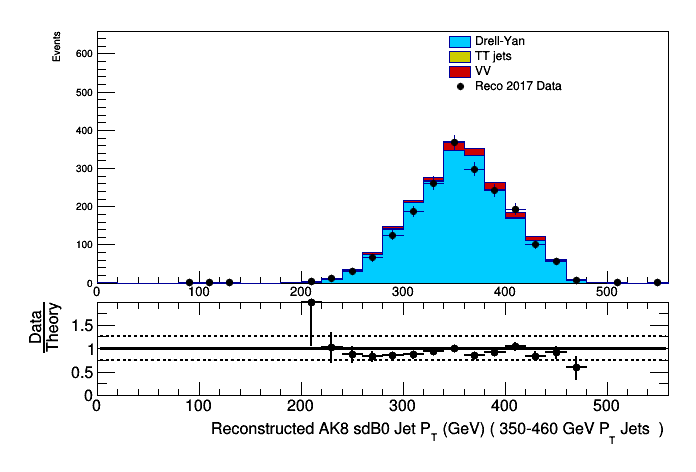 Events
600
500
400
300
200
100
0
Drell-Yan
TT jets
VV
Reco 2017 Data
0 100 200 300 400 500
Data
Theory
1.5
1
0.5
0
0 100 200 300 400 500
Reconstructed AK8 sdB0 Jet P_T (GeV) ( 350-460 GeV P_T Jets )